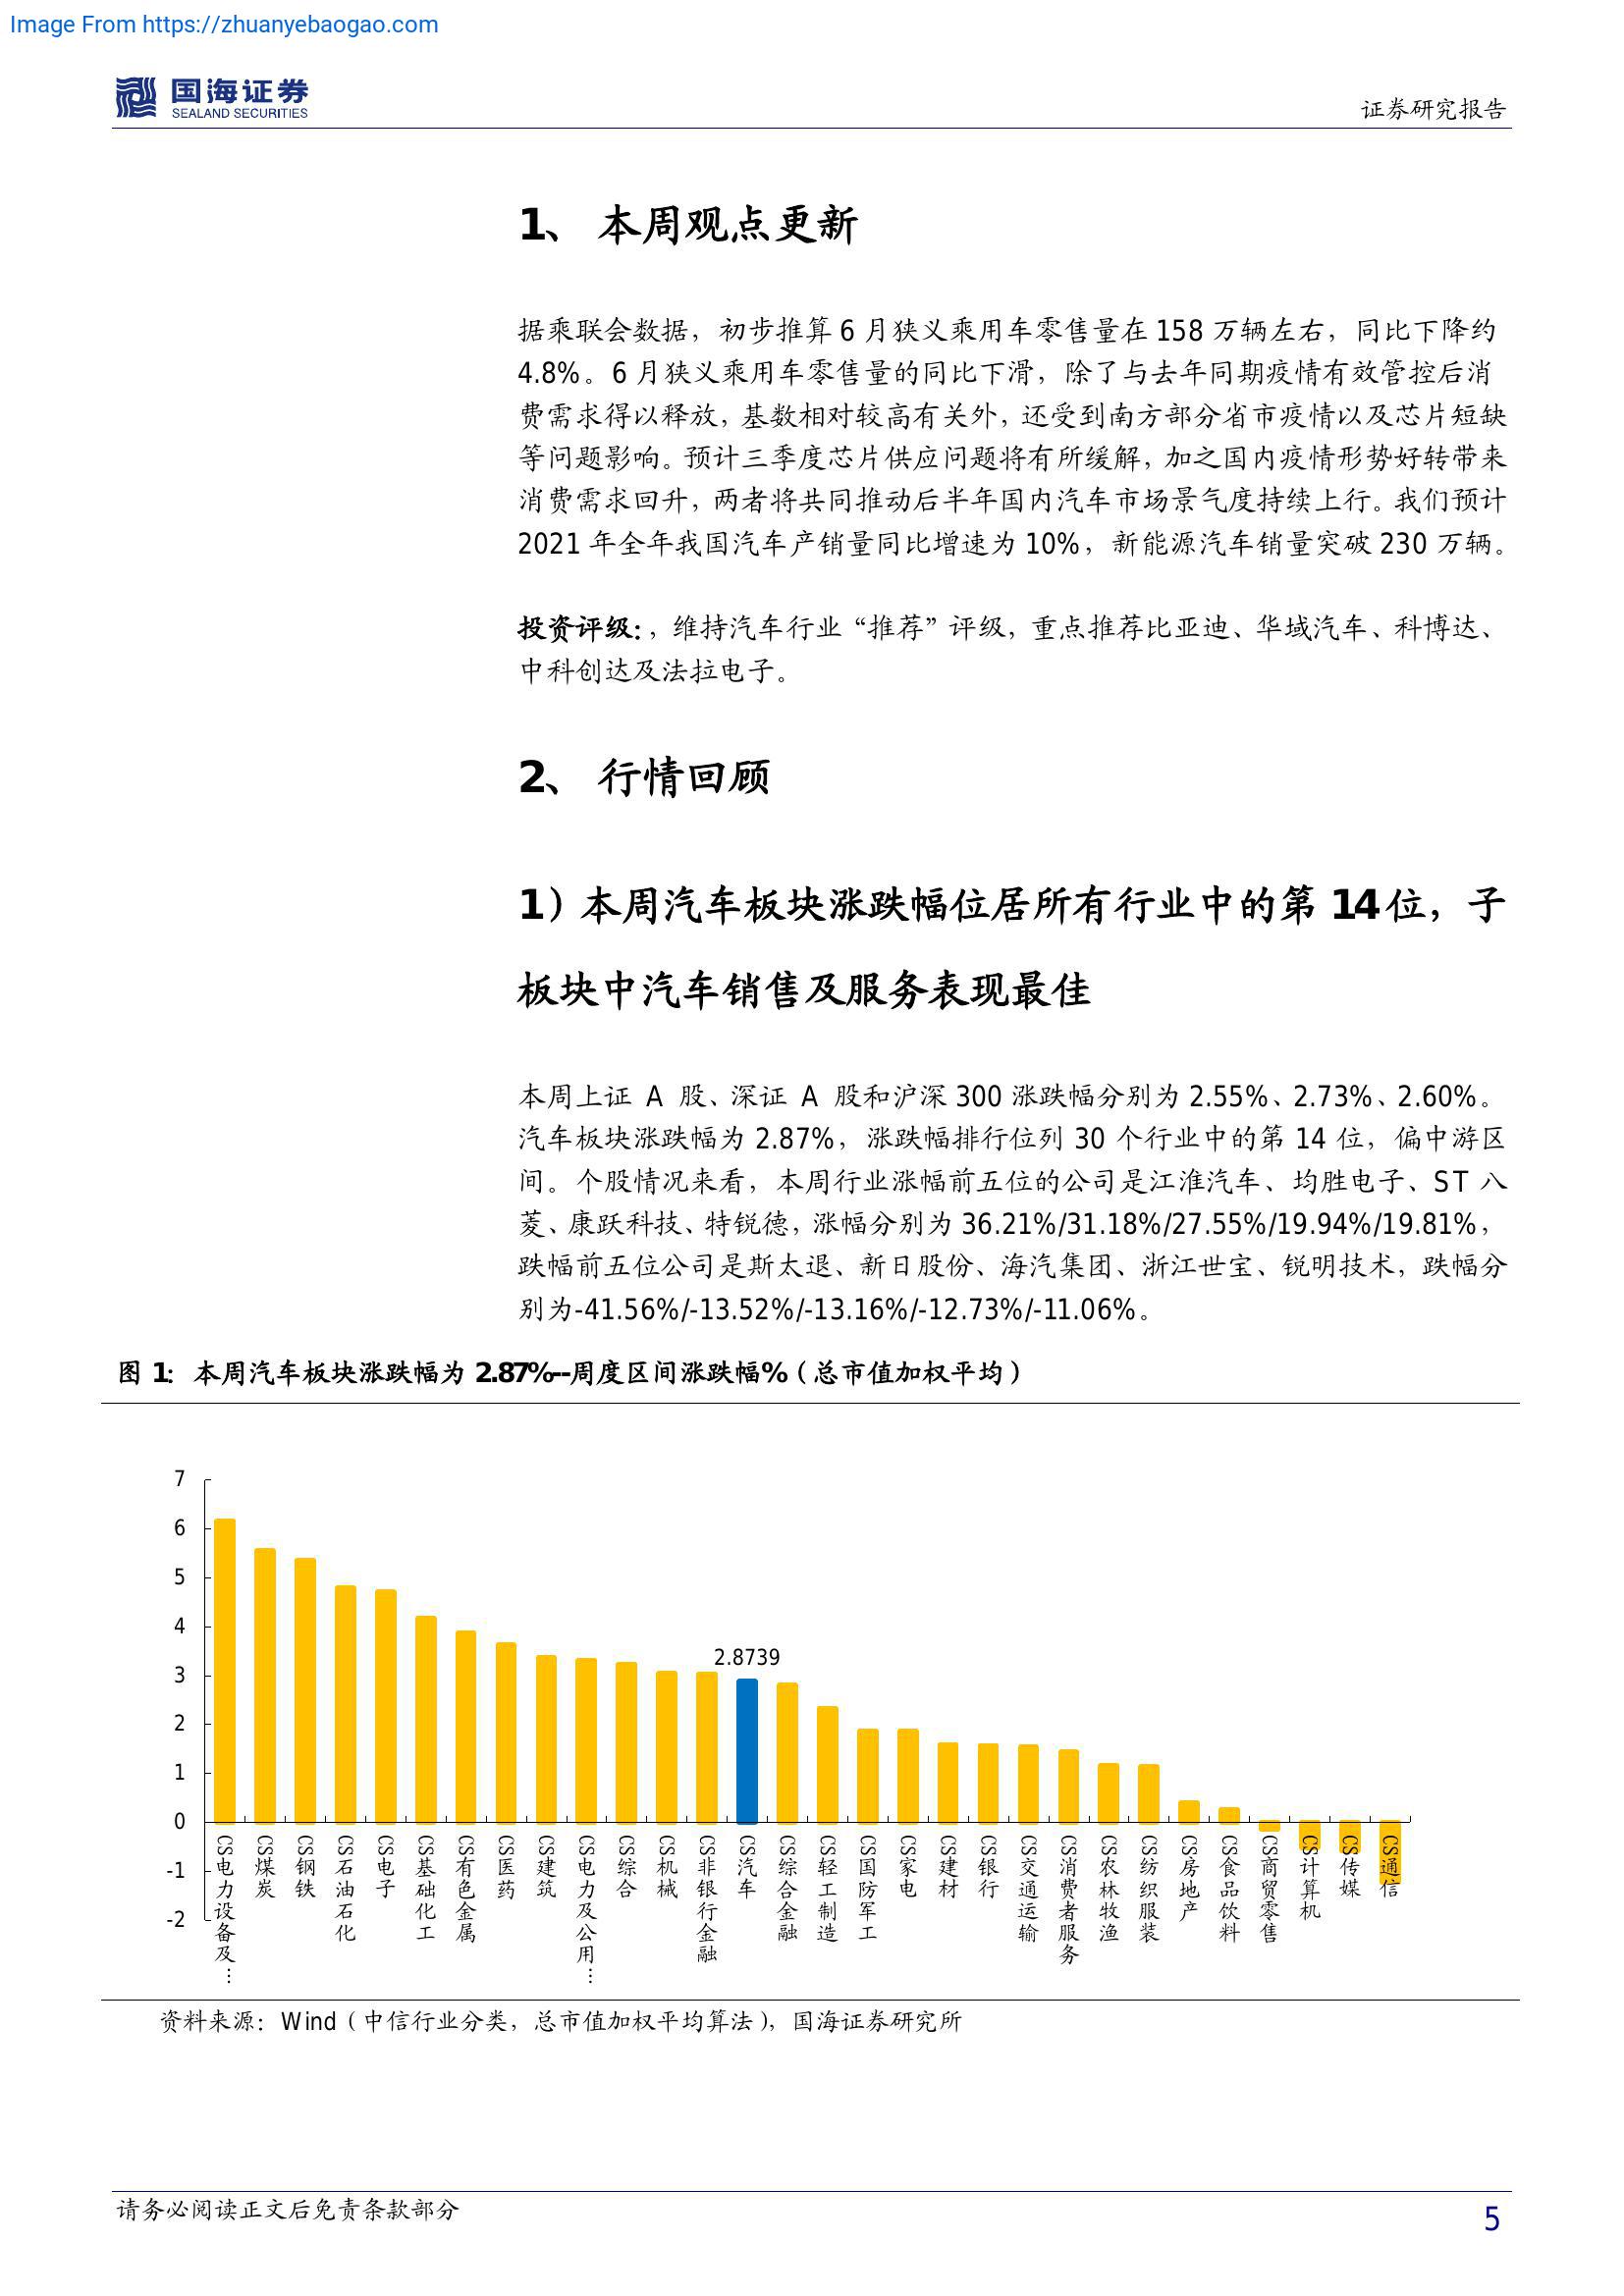 Image From https://zhuanyebaogao.com
国海证券
SEALAND SECURITIES
证券研究报告
1、 本周观点更新
据乘联会数据，初步推算 6 月狭义乘用车零售量在 158 万辆左右，同比下降约
4.8%。6 月狭义乘用车零售量的同比下滑，除了与去年同期疫情有效管控后消
费需求得以释放，基数相对较高有关外，还受到南方部分省市疫情以及芯片短缺
等问题影响。预计三季度芯片供应问题将有所缓解，加之国内疫情形势好转带来
消费需求回升，两者将共同推动后半年国内汽车市场景气度持续上行。我们预计
2021 年全年我国汽车产销量同比增速为 10%，新能源汽车销量突破 230 万辆。
投资评级:，维持汽车行业“推荐”评级，重点推荐比亚迪、华域汽车、科博达、
中科创达及法拉电子。
2、 行情回顾
1）本周汽车板块涨跌幅位居所有行业中的第 14 位，子
板块中汽车销售及服务表现最佳
本周上证 A 股、深证 A 股和沪深 300 涨跌幅分别为 2.55%、2.73%、2.60%。
汽车板块涨跌幅为 2.87%，涨跌幅排行位列 30 个行业中的第 14 位，偏中游区
间。个股情况来看，本周行业涨幅前五位的公司是江淮汽车、均胜电子、ST 八
菱、康跃科技、特锐德，涨幅分别为 36.21%/31.18%/27.55%/19.94%/19.81%，
跌幅前五位公司是斯太退、新日股份、海汽集团、浙江世宝、锐明技术，跌幅分
别为-41.56%/-13.52%/-13.16%/-12.73%/-11.06%。
图 1：本周汽车板块涨跌幅为 2.87%--周度区间涨跌幅%（总市值加权平均）
7
6
5
4
3
2
1
0
-1
-2
2.8739
CS电力设备及…
CS煤炭
CS钢铁
CS石油石化
CS电子
CS基础化工
CS有色金属
CS医药
CS建筑
CS电力及公用…
CS综合
CS机械
CS非银行金融
CS汽车
CS综合金融
CS轻工制造
CS国防军工
CS家电
CS建材
CS银行
CS交通运输
CS消费者服务
CS农林牧渔
CS纺织服装
CS房地产
CS食品饮料
CS商贸零售
CS计算机
CS传媒
CS通信
资料来源：Wind（中信行业分类，总市值加权平均算法），国海证券研究所
请务必阅读正文后免责条款部分
5